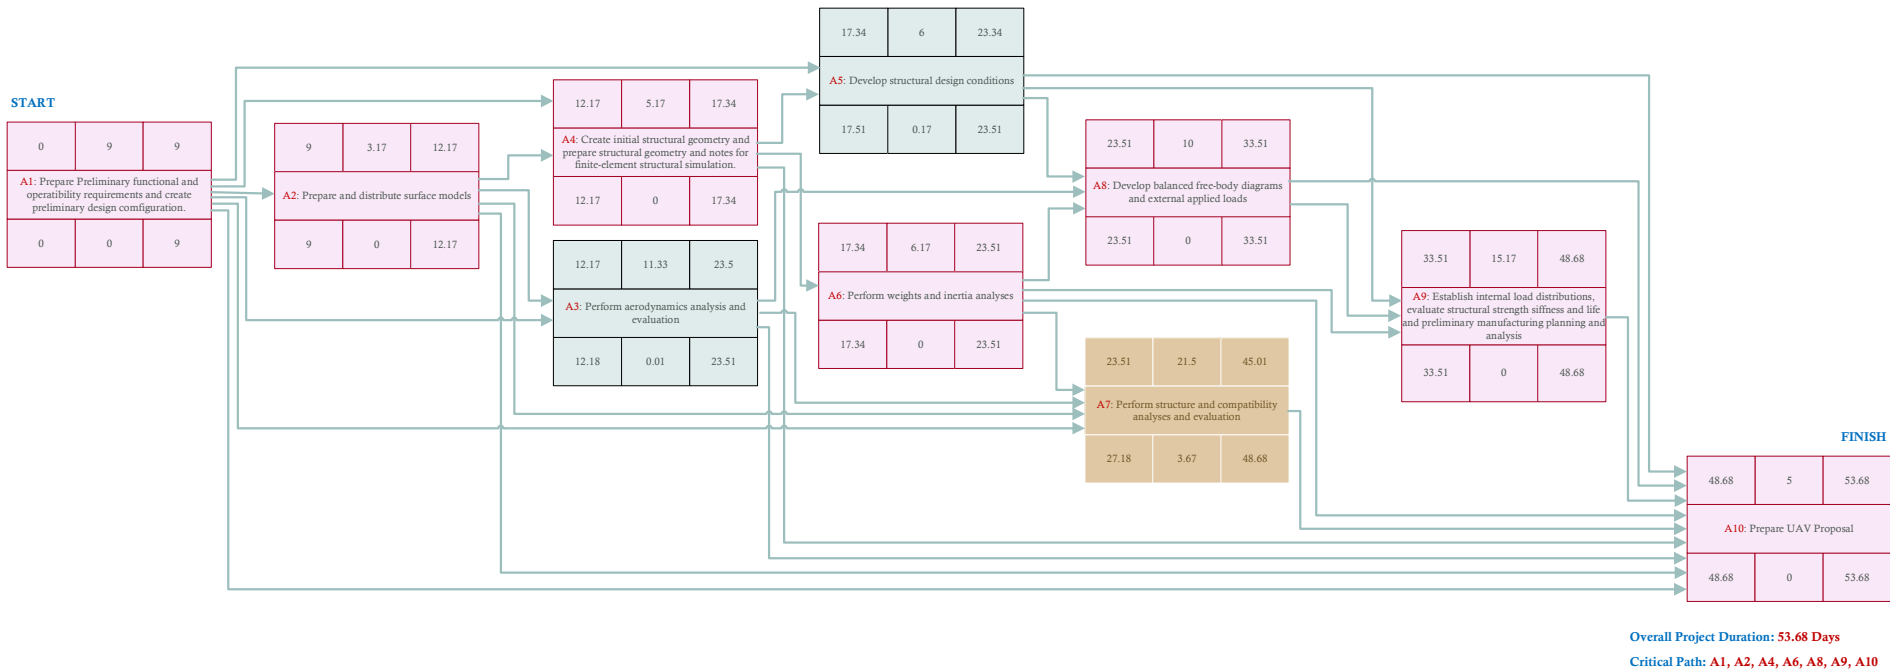 START
0 9 9
A1: Prepare Preliminary functional and
operatibility requirements and create
preliminary design configuration.
0 0 9
9 3.17 12.17
A2: Prepare and distribute surface models
9 0 12.17
12.17 5.17 17.34
A4: Create initial structural geometry and
prepare structural geometry and notes for
finite-element structural simulation.
12.17 0 17.34
12.17 11.33 23.5
A3: Perform aerodynamics analysis and
evaluation
12.18 0.01 23.51
17.34 6 23.34
A5: Develop structural design conditions
17.51 0.17 23.51
17.34 6.17 23.51
A6: Perform weights and inertia analyses
17.34 0 23.51
23.51 10 33.51
A8: Develop balanced free-body diagrams
and external applied loads
23.51 0 33.51
23.51 21.5 45.01
A7: Perform structure and compatibility
analyses and evaluation
27.18 3.67 48.68
33.51 15.17 48.68
A9: Establish internal load distributions,
evaluate structural strength siffness and life
and preliminary manufacturing planning and
analysis
33.51 0 48.68
FINISH
48.68 5 53.68
A10: Prepare UAV Proposal
48.68 0 53.68
Overall Project Duration: 53.68 Days
Critical Path: A1, A2, A4, A6, A8, A9, A10